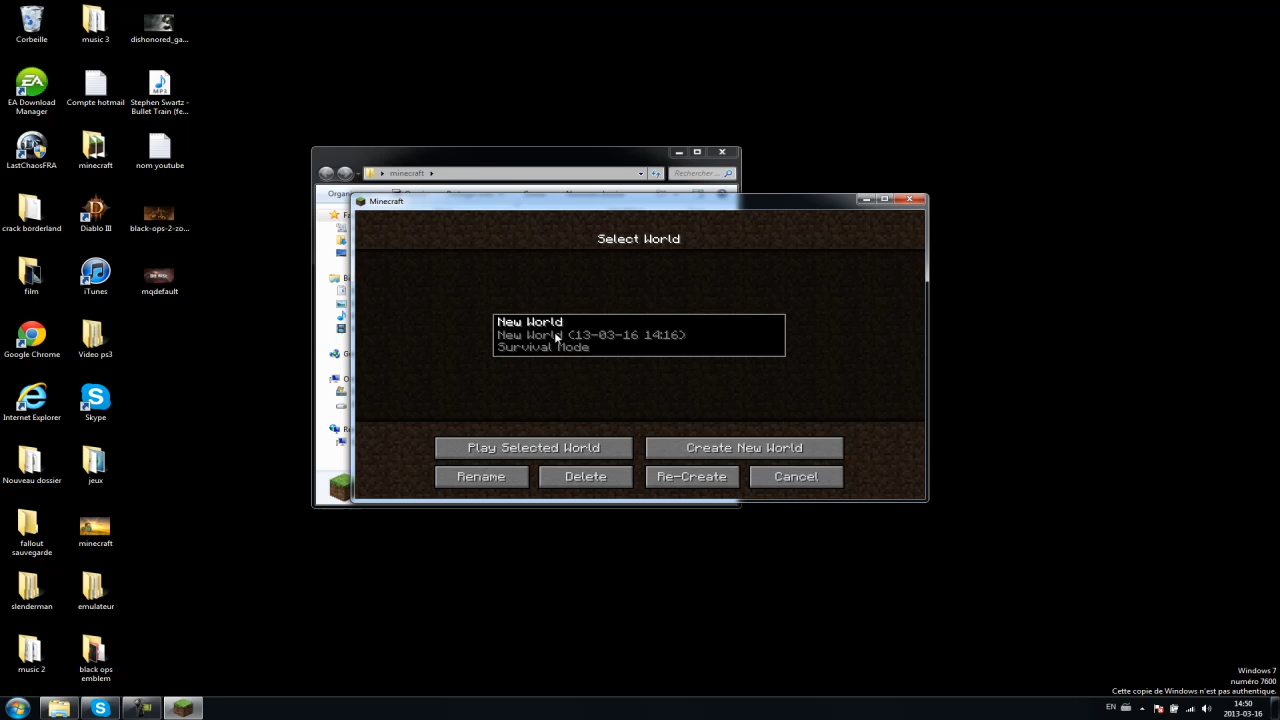 Corbeille
music 3
dishonored_ga...
EA Download
Manager
Compte hotmail
Stephen Swartz -
Bullet Train (fe...
LastChaosFRA
minecraft
nom youtube
crack borderland
Diablo III
black-ops-2-zo...
film
iTunes
mqdefault
Google Chrome
Video ps3
Internet Explorer
Skype
Nouveau dossier
jeux
fallout
sauvegarde
minecraft
slenderman
emulateur
music 2
black ops
emblem
minecraft
Rechercher ...
Organ
Minecraft
Select World
New World
New World (13-03-16 14:16)
Survival Mode
Play Selected World
Create New World
Rename
Delete
Re-Create
Cancel
Windows 7
numéro 7600
Cette copie de Windows n'est pas authentique.
EN
14:50
2013-03-16